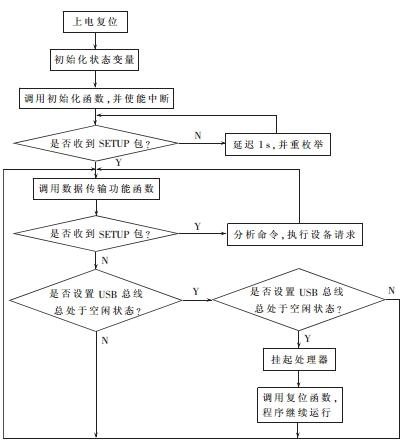 上电复位
初始化状态变量
调用初始化函数,并使能中断
是否收到 SETUP 包?
N
延迟 1s,并重枚举
Y
调用数据传输功能函数
是否收到 SETUP 包?
Y
分析命令,执行设备请求
N
是否设置 USB 总线
总处于空闲状态?
Y
是否设置 USB 总线
总处于空闲状态?
N
N
Y
挂起处理器
调用复位函数,
程序继续运行